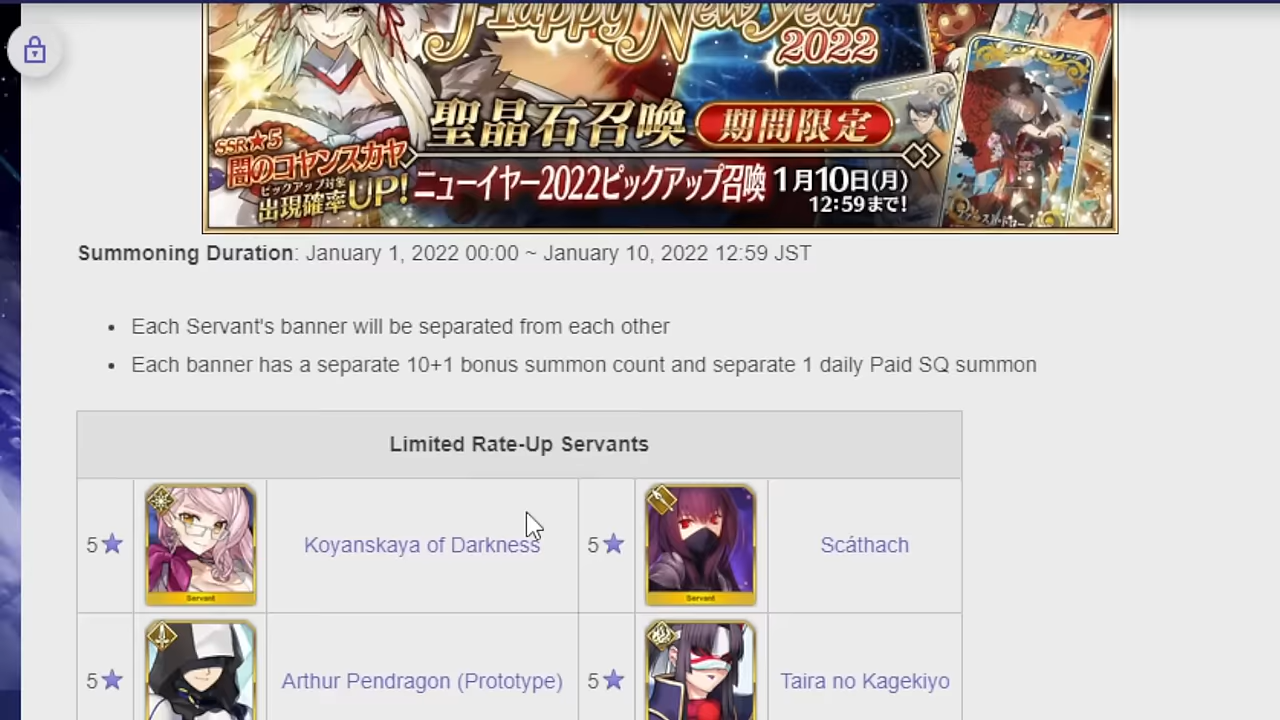 Happy New Year
2022
聖晶石召喚 期間限定
SSR★5
闇のコヤンスカヤ
ピックアップ対象
出現確率UP!
ニューイヤー2022ピックアップ召喚 1月10日(月)
12:59まで!
Summoning Duration: January 1, 2022 00:00 ~ January 10, 2022 12:59 JST
• Each Servant's banner will be separated from each other
• Each banner has a separate 10+1 bonus summon count and separate 1 daily Paid SQ summon
Limited Rate-Up Servants
5★ Servant Koyanskaya of Darkness 5★ Servant Scáthach
5★ Arthur Pendragon (Prototype) 5★ Taira no Kagekiyo